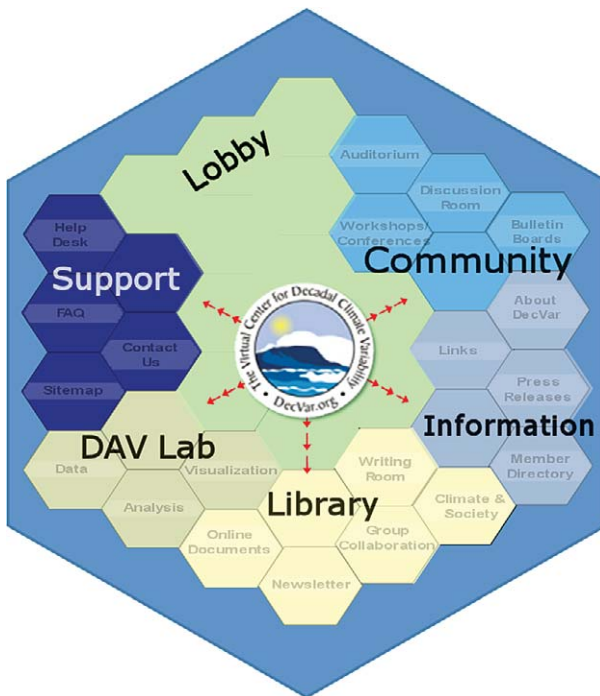 Lobby
Auditorium
Discussion
Room
Workshops/
Conferences
Bulletin
Boards
Community
Help
Desk
Support
FAQ
Contact
Us
Sitemap
The Virtual Center for Decadal Climate Variability
• DecVar.org •
About
DecVar
Links
Press
Releases
Information
Member
Directory
DAV Lab
Data
Visualization
Analysis
Library
Writing
Room
Climate &
Society
Online
Documents
Group
Collaboration
Newsletter